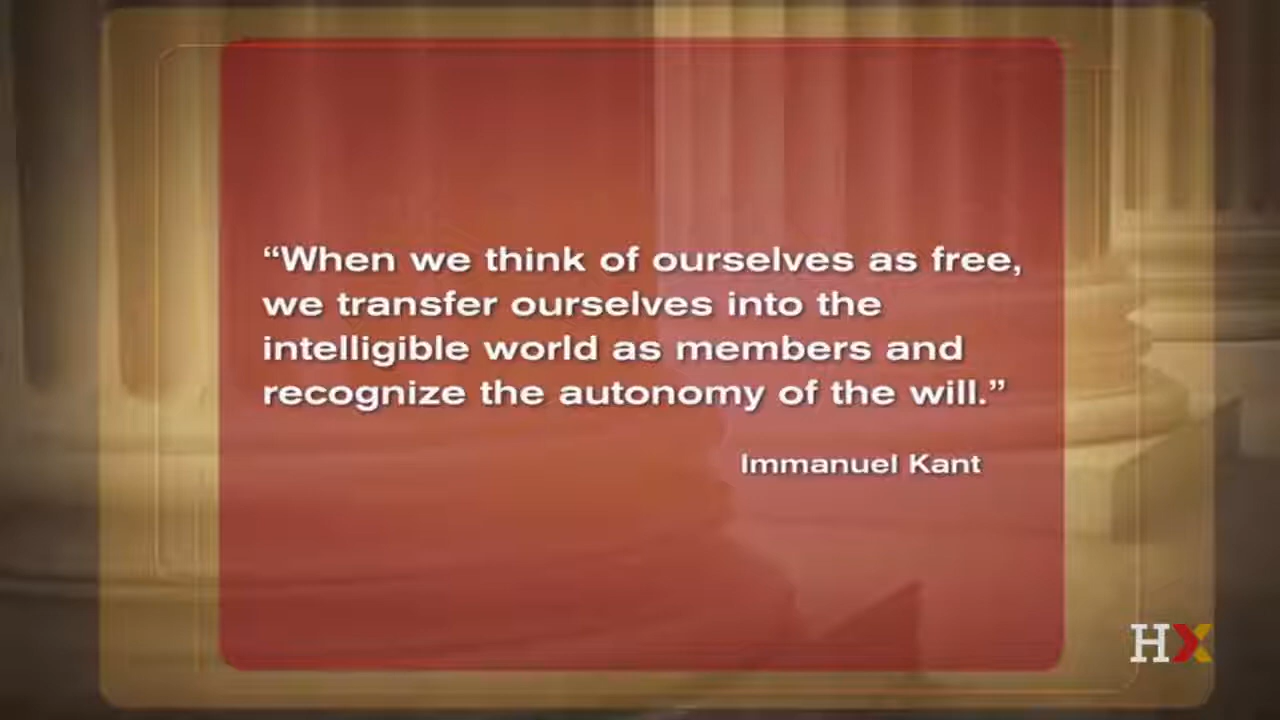 “When we think of ourselves as free,
we transfer ourselves into the
intelligible world as members and
recognize the autonomy of the will.”
Immanuel Kant
HX